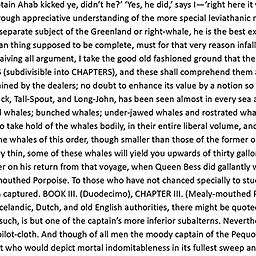 tain Ahab kicked ye, didn't he?' 'Yes, he did,' says I—'right here it w
rough appreciative understanding of the more special leviathanic r
separate subject of the Greenland or right-whale, he is the best ex
an thing supposed to be complete, must for that very reason infall
aiving all argument, I take the good old fashioned ground that the
S (subdivisible into CHAPTERS), and these shall comprehend them a
ined by the dealers; no doubt to enhance its value by a notion so
ck, Tall-Spout, and Long-John, has been seen almost in every sea a
l whales; bunched whales; under-jawed whales and rostrated wha
o take hold of the whales bodily, in their entire liberal volume, and
he whales of this order, though smaller than those of the former o
ry thin, some of these whales will yield you upwards of thirty gallo
er on his return from that voyage, when Queen Bess did gallantly w
mouthed Porpoise. To those who have not chanced specially to stu
n captured. BOOK III. (Duodecimo), CHAPTER III. (Mealy-mouthed P
celandic, Dutch, and old English authorities, there might be quoted
such, is but one of the captain's more inferior subalterns. Neverth
pilot-cloth. And though of all men the moody captain of the Pequo
t who would depict mortal indomitableness in its fullest sweep an